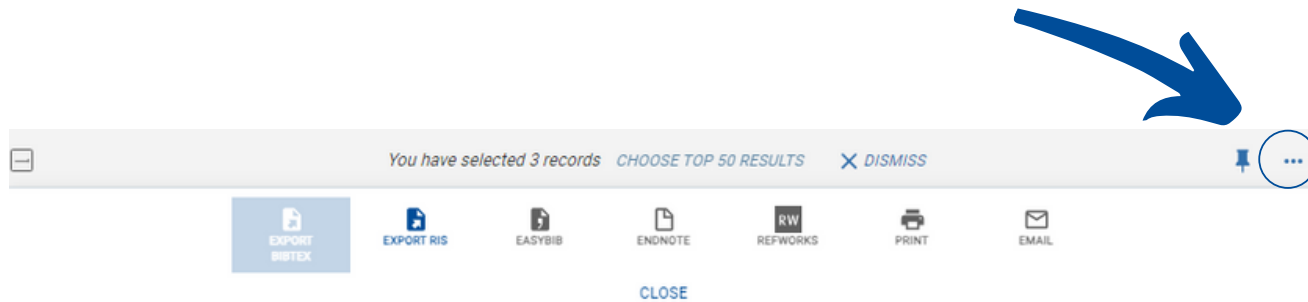 You have selected 3 records CHOOSE TOP 50 RESULTS DISMISS
EXPORT
BIBTEX
EXPORT RIS
EASYBIB
ENDNOTE
RW
REFWORKS
PRINT
EMAIL
CLOSE